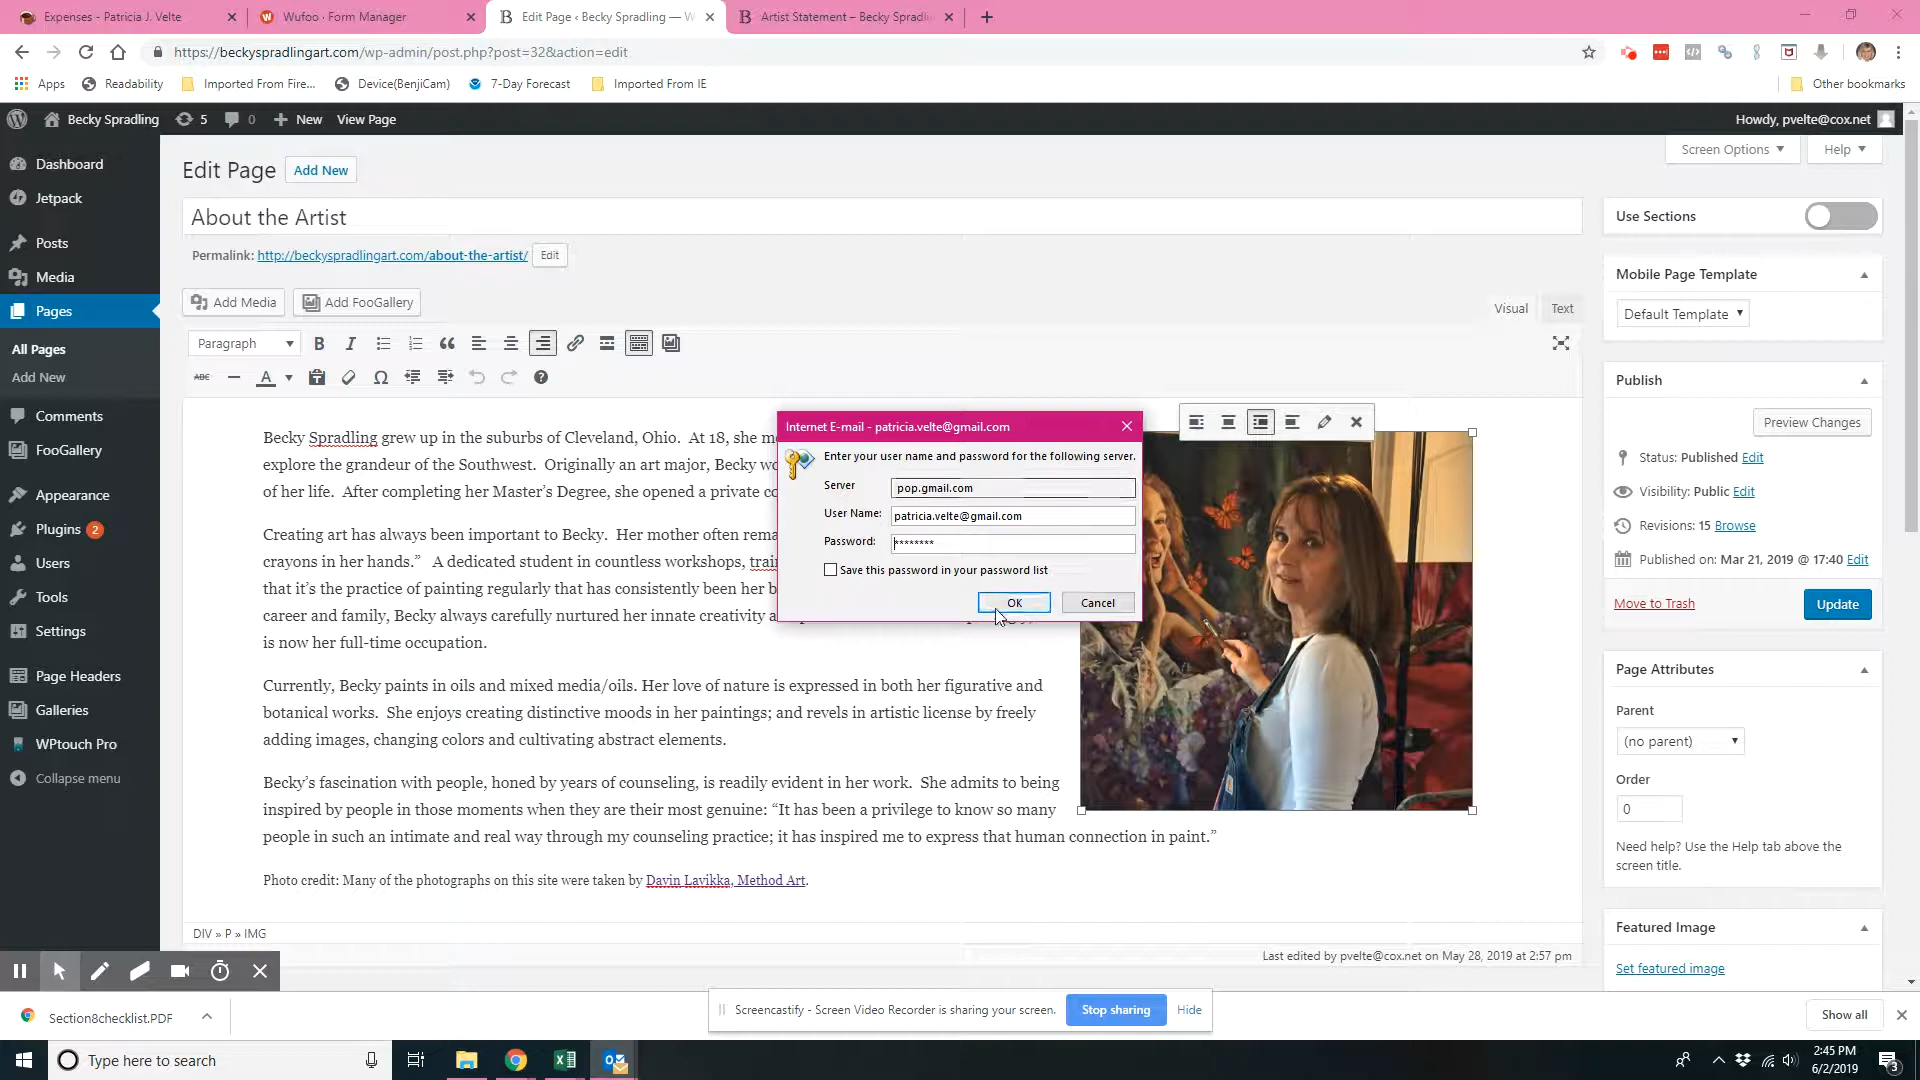 Expenses - Patricia J. Velte
Wufoo · Form Manager
Edit Page ‹ Becky Spradling — W
Artist Statement – Becky Spradli
https://beckyspradlingart.com/wp-admin/post.php?post=32&action=edit
Apps
Readability
Imported From Fire...
Device(BenjiCam)
7-Day Forecast
Imported From IE
Other bookmarks
Becky Spradling
5
0
New
View Page
Howdy, pvelte@cox.net
Screen Options
Help
Dashboard
Jetpack
Posts
Media
Pages
All Pages
Add New
Comments
FooGallery
Appearance
Plugins 2
Users
Tools
Settings
Page Headers
Galleries
WPtouch Pro
Collapse menu
Edit Page
Add New
About the Artist
Permalink: http://beckyspradlingart.com/about-the-artist/
Edit
Add Media
Add FooGallery
Visual
Text
Paragraph
B
I
ABC
A
Becky Spradling grew up in the suburbs of Cleveland, Ohio. At 18, she m
explore the grandeur of the Southwest. Originally an art major, Becky wo
of her life. After completing her Master's Degree, she opened a private co
Creating art has always been important to Becky. Her mother often rema
crayons in her hands.” A dedicated student in countless workshops, train
that it's the practice of painting regularly that has consistently been her b
career and family, Becky always carefully nurtured her innate creativity a
is now her full-time occupation.
Currently, Becky paints in oils and mixed media/oils. Her love of nature is expressed in both her figurative and
botanical works. She enjoys creating distinctive moods in her paintings; and revels in artistic license by freely
adding images, changing colors and cultivating abstract elements.
Becky's fascination with people, honed by years of counseling, is readily evident in her work. She admits to being
inspired by people in those moments when they are their most genuine: “It has been a privilege to know so many
people in such an intimate and real way through my counseling practice; it has inspired me to express that human connection in paint.”
Photo credit: Many of the photographs on this site were taken by Davin Lavikka, Method Art.
DIV » P » IMG
Last edited by pvelte@cox.net on May 28, 2019 at 2:57 pm
Internet E-mail - patricia.velte@gmail.com
Enter your user name and password for the following server.
Server
pop.gmail.com
User Name:
patricia.velte@gmail.com
Password:
********
Save this password in your password list
OK
Cancel
Use Sections
Mobile Page Template
Default Template
Publish
Preview Changes
Status: Published Edit
Visibility: Public Edit
Revisions: 15 Browse
Published on: Mar 21, 2019 @ 17:40 Edit
Move to Trash
Update
Page Attributes
Parent
(no parent)
Order
0
Need help? Use the Help tab above the
screen title.
Featured Image
Set featured image
Screencastify - Screen Video Recorder is sharing your screen.
Stop sharing
Hide
Section8checklist.PDF
Show all
Type here to search
2:45 PM
6/2/2019
3